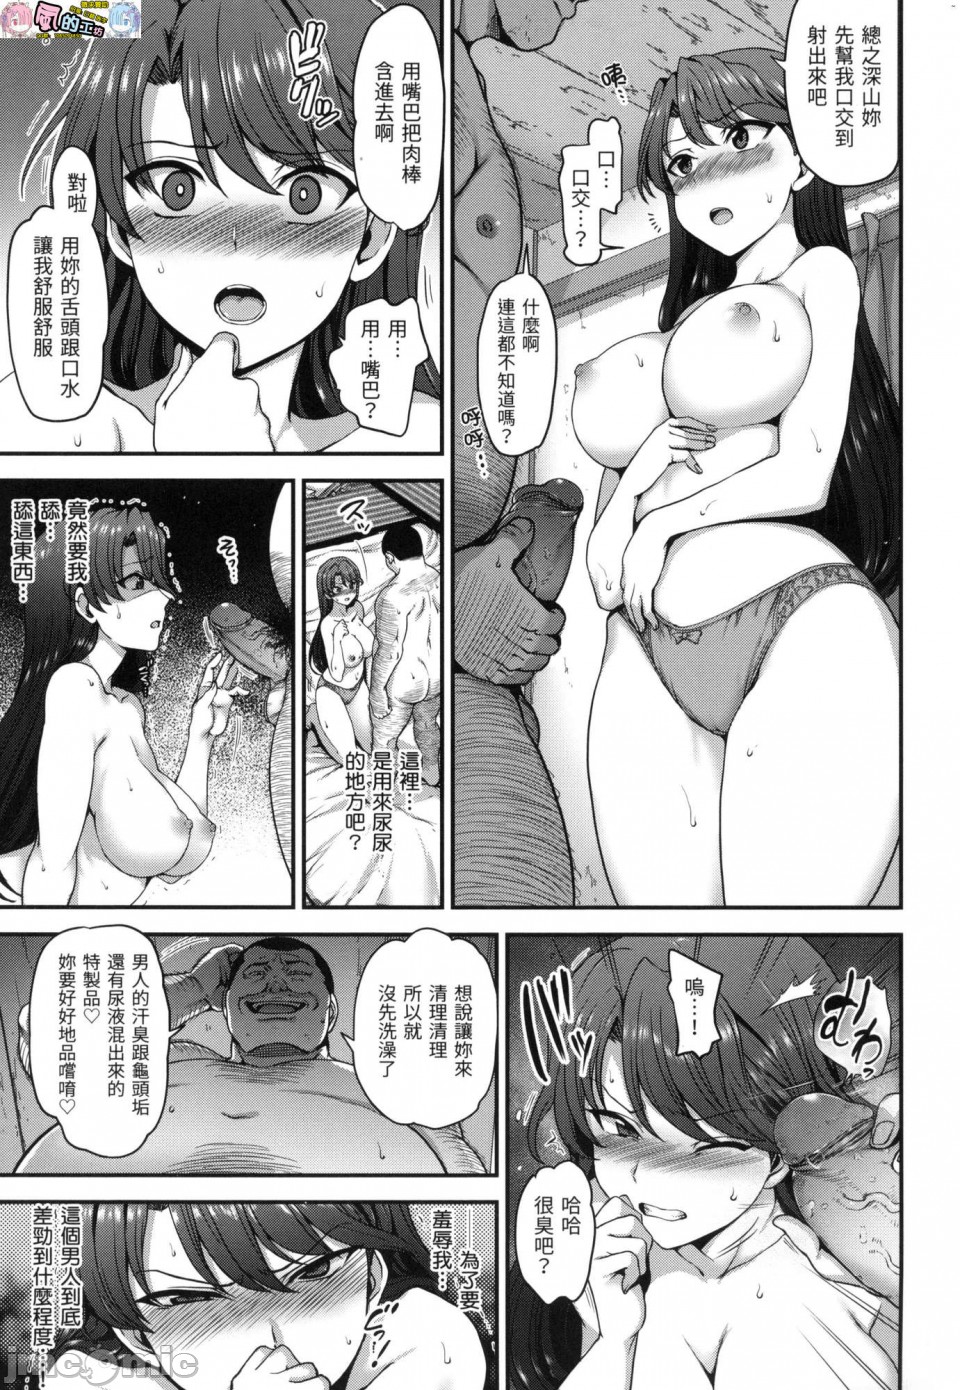 風的工坊
總之深山妳
先幫我口交到
射出來吧
咦…
口…
口交…？
什麼啊
連這都不知道嗎？
呼呼…
用嘴巴把肉棒
含進去啊
用…
用…嘴巴？
對啦
用妳的舌頭跟口水
讓我舒服舒服
這裡…
是用來尿尿
的地方吧？
竟然要我
舔…
舔這東西…
嗚…！
哈哈
很臭吧？
想說讓妳來
清理清理
所以就
沒先洗澡了
男人的汗臭跟龜頭垢
還有尿液混出來的
特製品♡
妳要好好地品嚐唷♡
——為了要
羞辱我…
這個男人到底
差勁到什麼程度……
jmcomic